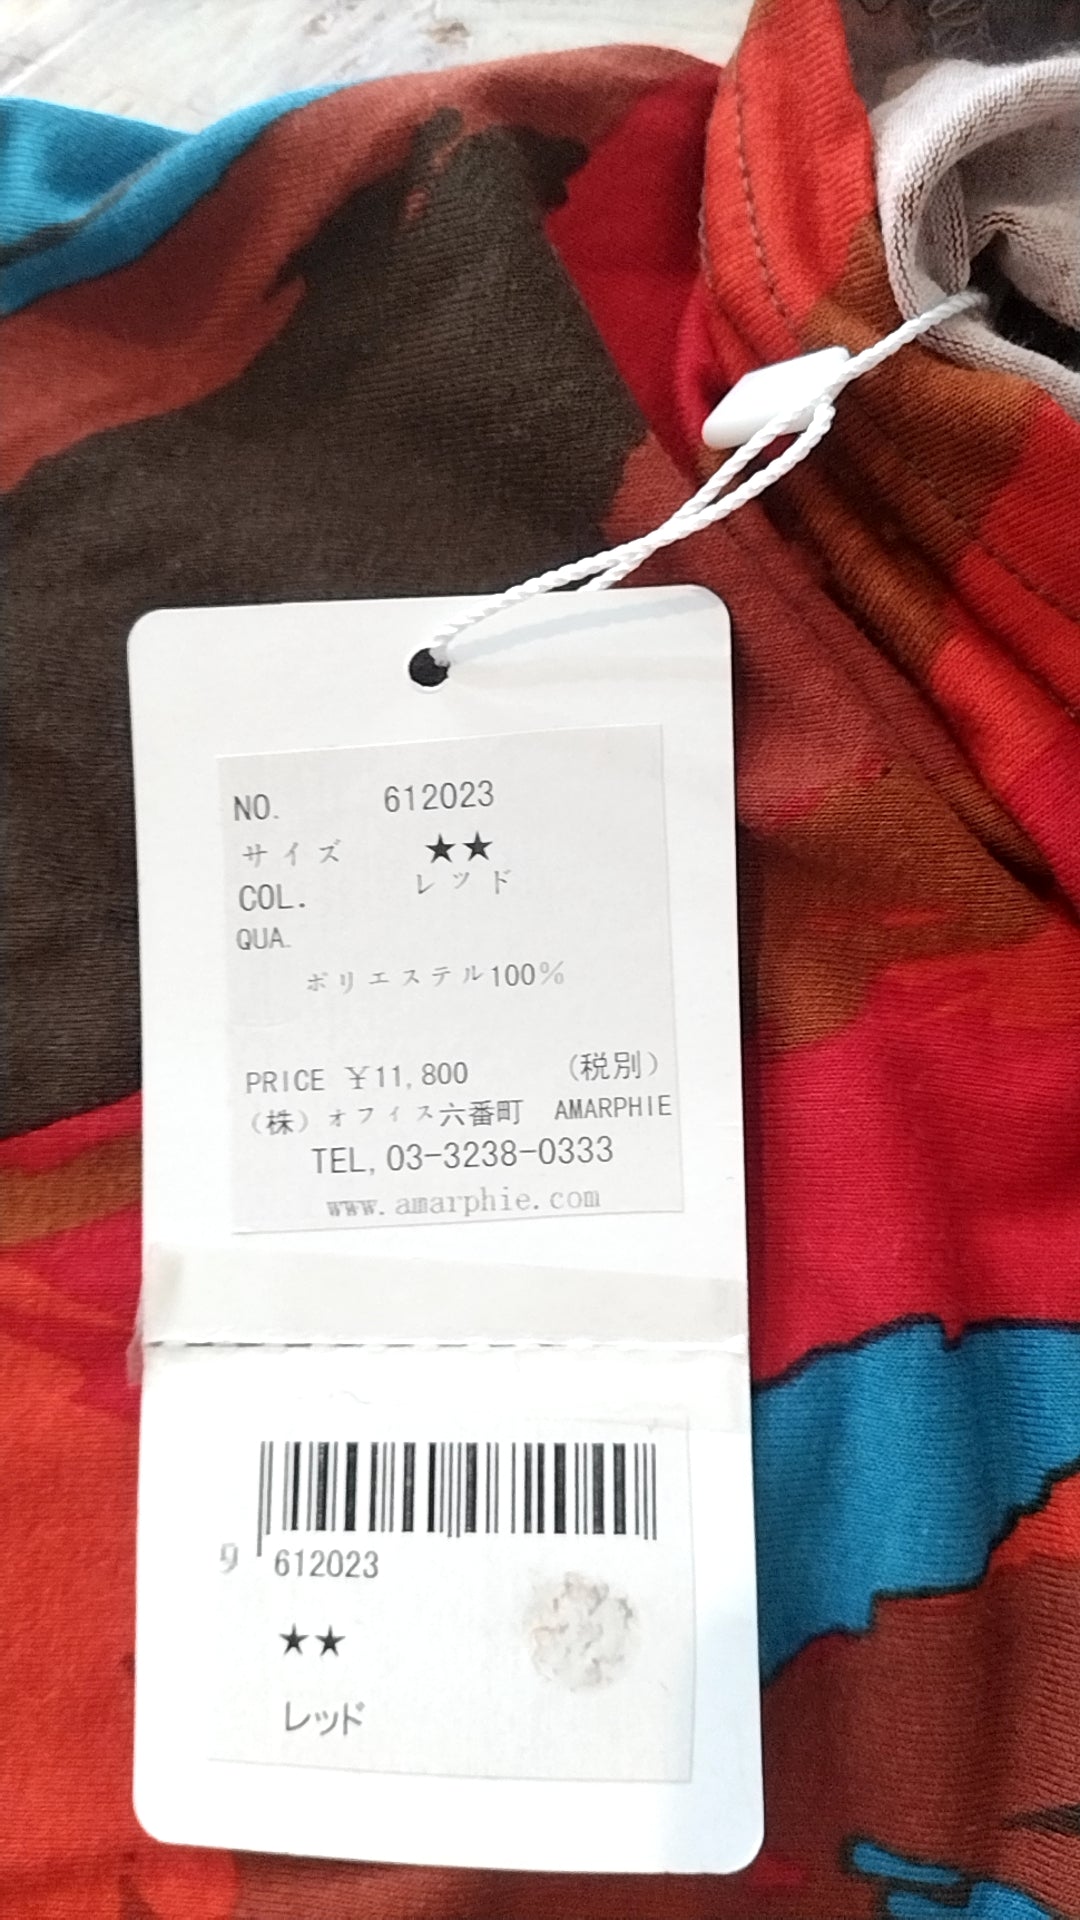 NO. 612023
サイズ ★★
COL. レッド
QUA.
ポリエステル100%
PRICE ¥11,800 (税別)
(株)オフィス六番町 AMARPHIE
TEL, 03-3238-0333
www.amarphie.com
9 612023
★★
レッド